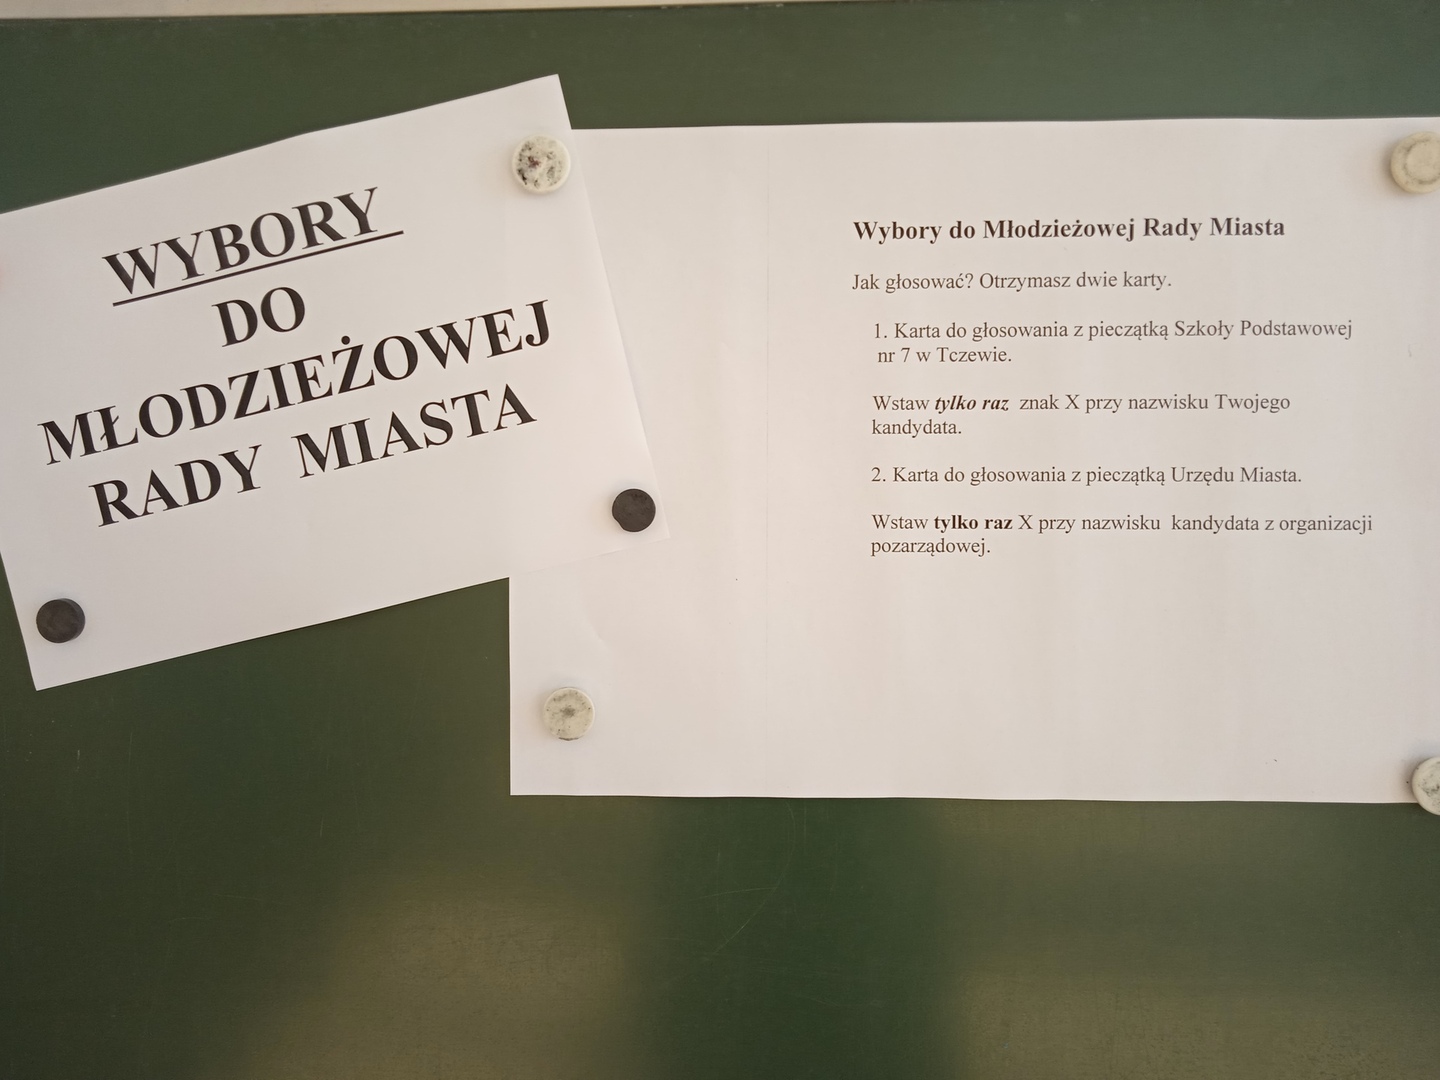 WYBORY
DO
MŁODZIEŻOWEJ
RADY MIASTA
Wybory do Młodzieżowej Rady Miasta
Jak głosować? Otrzymasz dwie karty.
1. Karta do głosowania z pieczątką Szkoły Podstawowej
nr 7 w Tczewie.
Wstaw tylko raz znak X przy nazwisku Twojego
kandydata.
2. Karta do głosowania z pieczątką Urzędu Miasta.
Wstaw tylko raz X przy nazwisku kandydata z organizacji
pozarządowej.